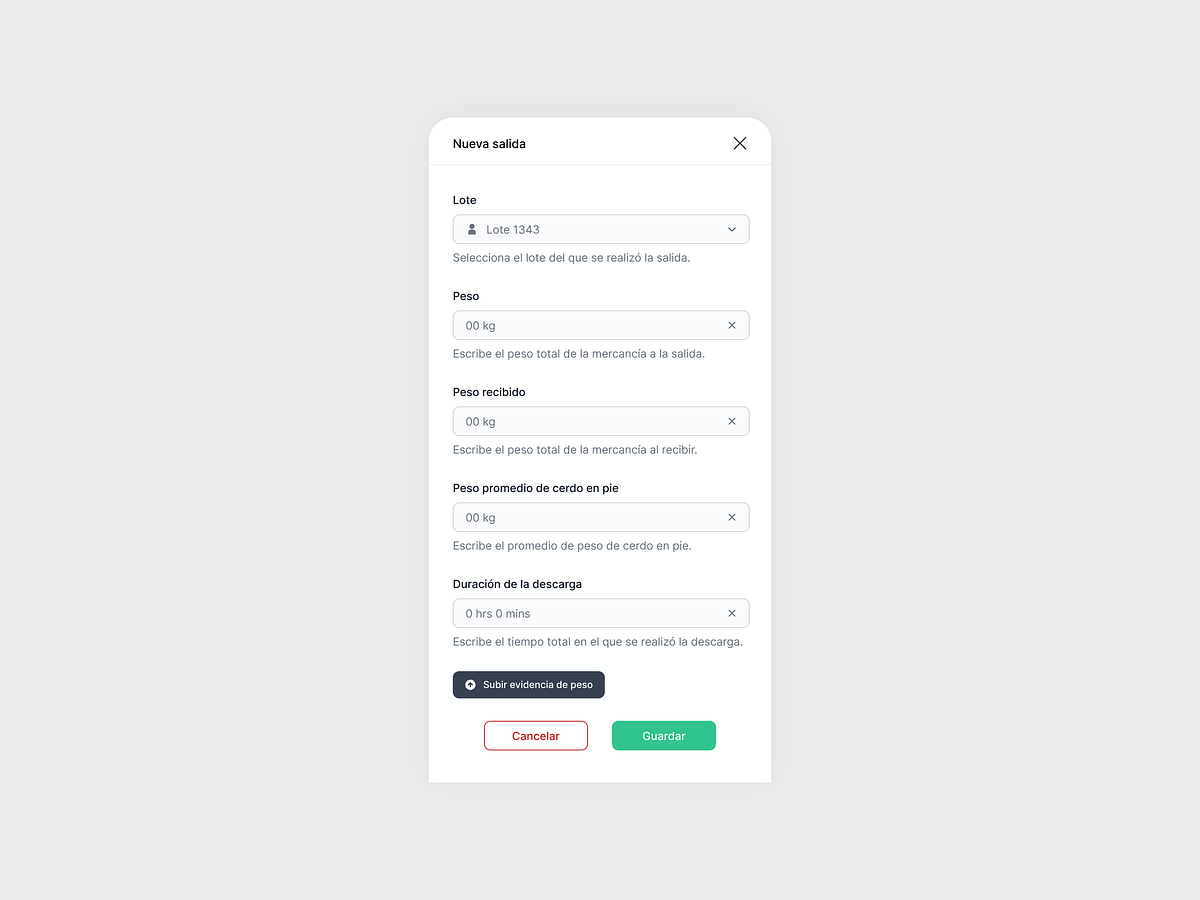 Nueva salida
Lote
Lote 1343
Selecciona el lote del que se realizó la salida.
Peso
00 kg
Escribe el peso total de la mercancía a la salida.
Peso recibido
00 kg
Escribe el peso total de la mercancía al recibir.
Peso promedio de cerdo en pie
00 kg
Escribe el promedio de peso de cerdo en pie.
Duración de la descarga
0 hrs 0 mins
Escribe el tiempo total en el que se realizó la descarga.
Subir evidencia de peso
Cancelar
Guardar